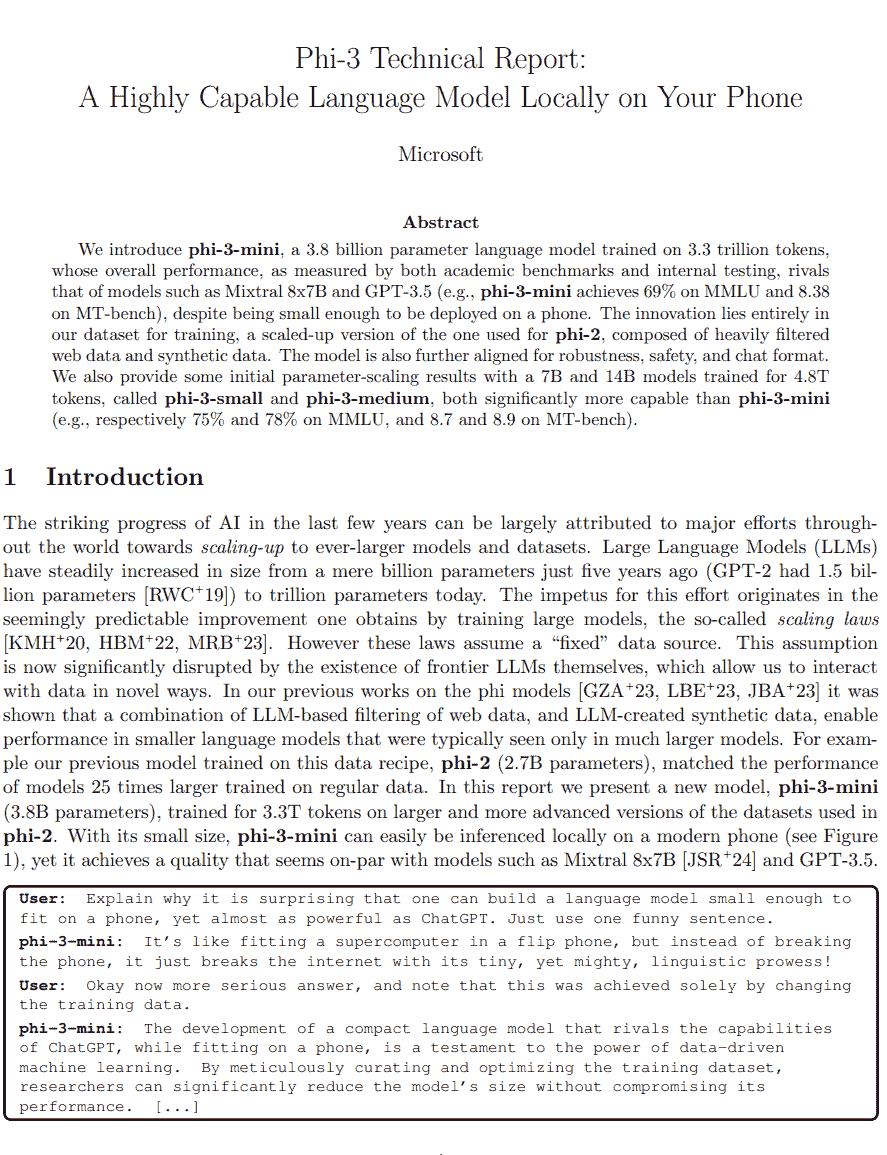 Phi-3 Technical Report:
A Highly Capable Language Model Locally on Your Phone
Microsoft
Abstract
We introduce phi-3-mini, a 3.8 billion parameter language model trained on 3.3 trillion tokens,
whose overall performance, as measured by both academic benchmarks and internal testing, rivals
that of models such as Mixtral 8x7B and GPT-3.5 (e.g., phi-3-mini achieves 69% on MMLU and 8.38
on MT-bench), despite being small enough to be deployed on a phone. The innovation lies entirely in
our dataset for training, a scaled-up version of the one used for phi-2, composed of heavily filtered
web data and synthetic data. The model is also further aligned for robustness, safety, and chat format.
We also provide some initial parameter-scaling results with a 7B and 14B models trained for 4.8T
tokens, called phi-3-small and phi-3-medium, both significantly more capable than phi-3-mini
(e.g., respectively 75% and 78% on MMLU, and 8.7 and 8.9 on MT-bench).
1 Introduction
The striking progress of AI in the last few years can be largely attributed to major efforts through-
out the world towards scaling-up to ever-larger models and datasets. Large Language Models (LLMs)
have steadily increased in size from a mere billion parameters just five years ago (GPT-2 had 1.5 bil-
lion parameters [RWC+19]) to trillion parameters today. The impetus for this effort originates in the
seemingly predictable improvement one obtains by training large models, the so-called scaling laws
[KMH+20, HBM+22, MRB+23]. However these laws assume a “fixed” data source. This assumption
is now significantly disrupted by the existence of frontier LLMs themselves, which allow us to interact
with data in novel ways. In our previous works on the phi models [GZA+23, LBE+23, JBA+23] it was
shown that a combination of LLM-based filtering of web data, and LLM-created synthetic data, enable
performance in smaller language models that were typically seen only in much larger models. For exam-
ple our previous model trained on this data recipe, phi-2 (2.7B parameters), matched the performance
of models 25 times larger trained on regular data. In this report we present a new model, phi-3-mini
(3.8B parameters), trained for 3.3T tokens on larger and more advanced versions of the datasets used in
phi-2. With its small size, phi-3-mini can easily be inferenced locally on a modern phone (see Figure
1), yet it achieves a quality that seems on-par with models such as Mixtral 8x7B [JSR+24] and GPT-3.5.
User: Explain why it is surprising that one can build a language model small enough to
fit on a phone, yet almost as powerful as ChatGPT. Just use one funny sentence.
phi-3-mini: It’s like fitting a supercomputer in a flip phone, but instead of breaking
the phone, it just breaks the internet with its tiny, yet mighty, linguistic prowess!
User: Okay now more serious answer, and note that this was achieved solely by changing
the training data.
phi-3-mini: The development of a compact language model that rivals the capabilities
of ChatGPT, while fitting on a phone, is a testament to the power of data-driven
machine learning. By meticulously curating and optimizing the training dataset,
researchers can significantly reduce the model’s size without compromising its
performance. [...]